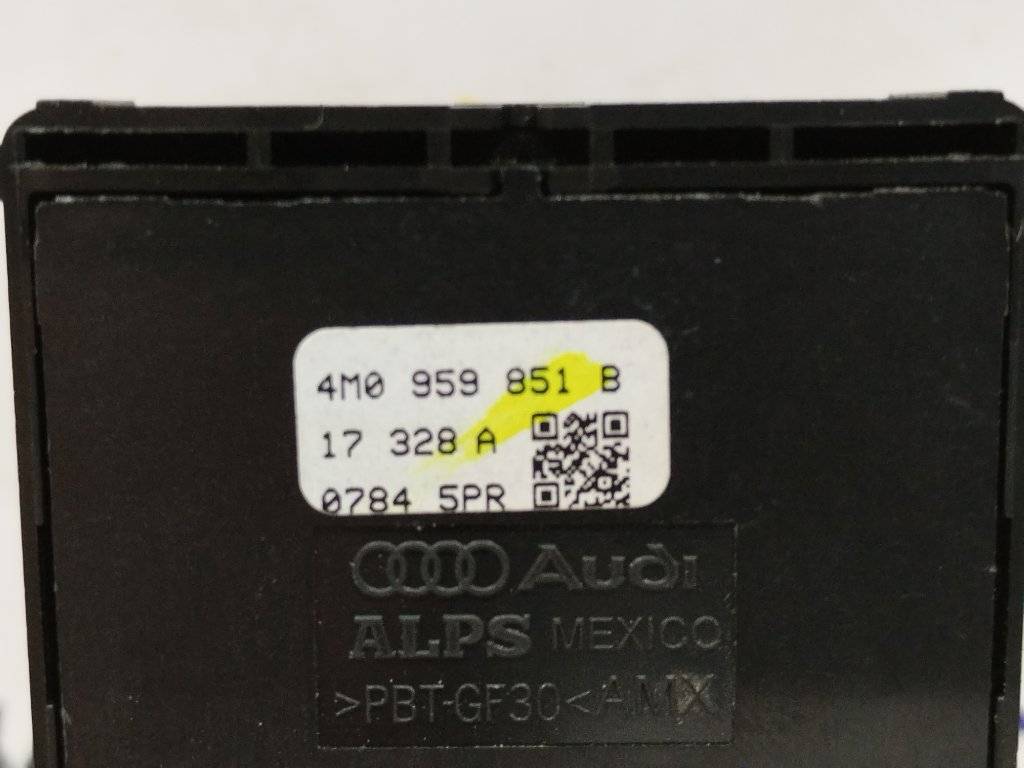 4M0 959 851 B
17 328 A
0784 5PR
Audi
ALPS MEXICO
>PBT-GF30< AMX